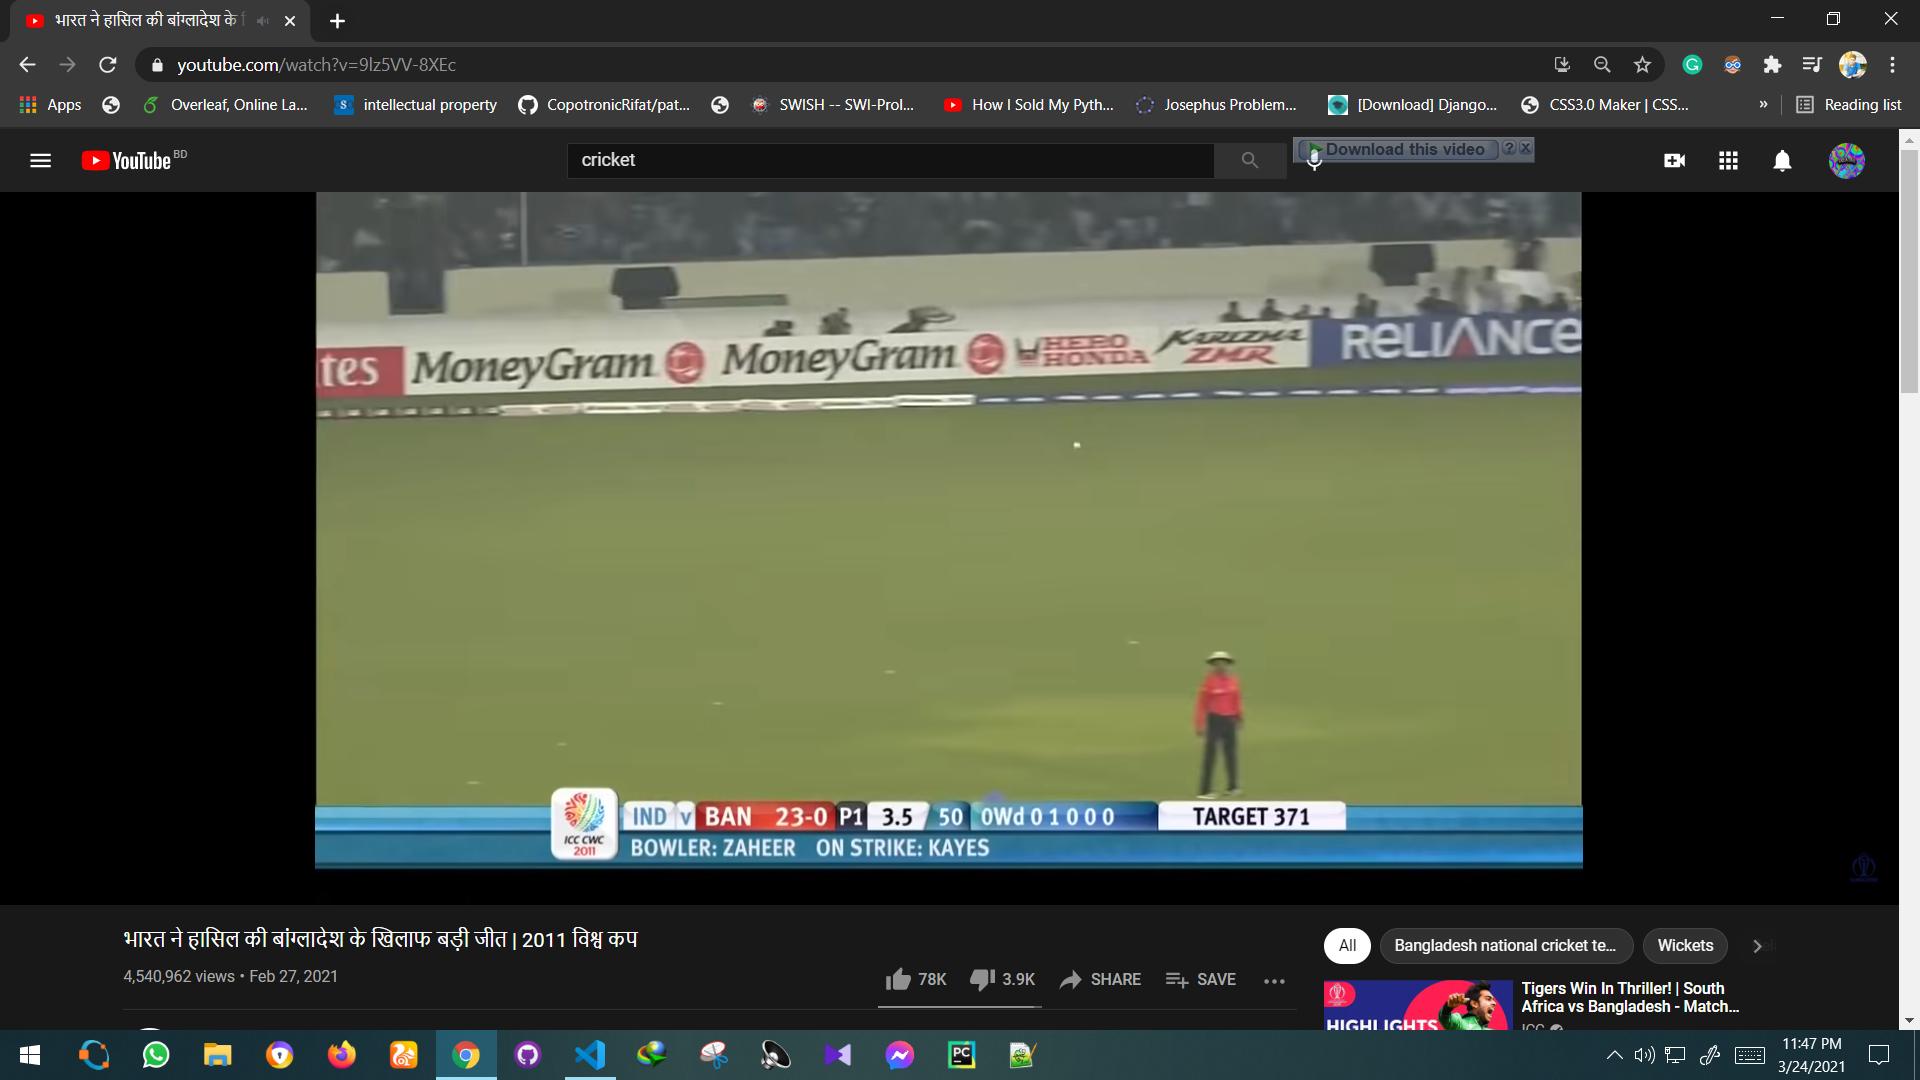 भारत ने हासिल की बांग्लादेश के
youtube.com/watch?v=9lz5VV-8XEc
Apps
Overleaf, Online La...
intellectual property
CopotronicRifat/pat...
SWISH -- SWI-Prol...
How I Sold My Pyth...
Josephus Problem...
[Download] Django...
CSS3.0 Maker | CSS...
»
Reading list
YouTube BD
cricket
Download this video
tes MoneyGram MoneyGram HERO HONDA KARIZMA ZMR RELIANCE
ICC CWC 2011
IND v BAN 23-0 P1 3.5 50 0Wd 0 1 0 0 0 TARGET 371
BOWLER: ZAHEER ON STRIKE: KAYES
भारत ने हासिल की बांग्लादेश के खिलाफ बड़ी जीत | 2011 विश्व कप
4,540,962 views • Feb 27, 2021
78K 3.9K SHARE SAVE
All Bangladesh national cricket te... Wickets
Tigers Win In Thriller! | South
Africa vs Bangladesh - Match...
ICC
HIGHLIGHTS
PC
11:47 PM
3/24/2021